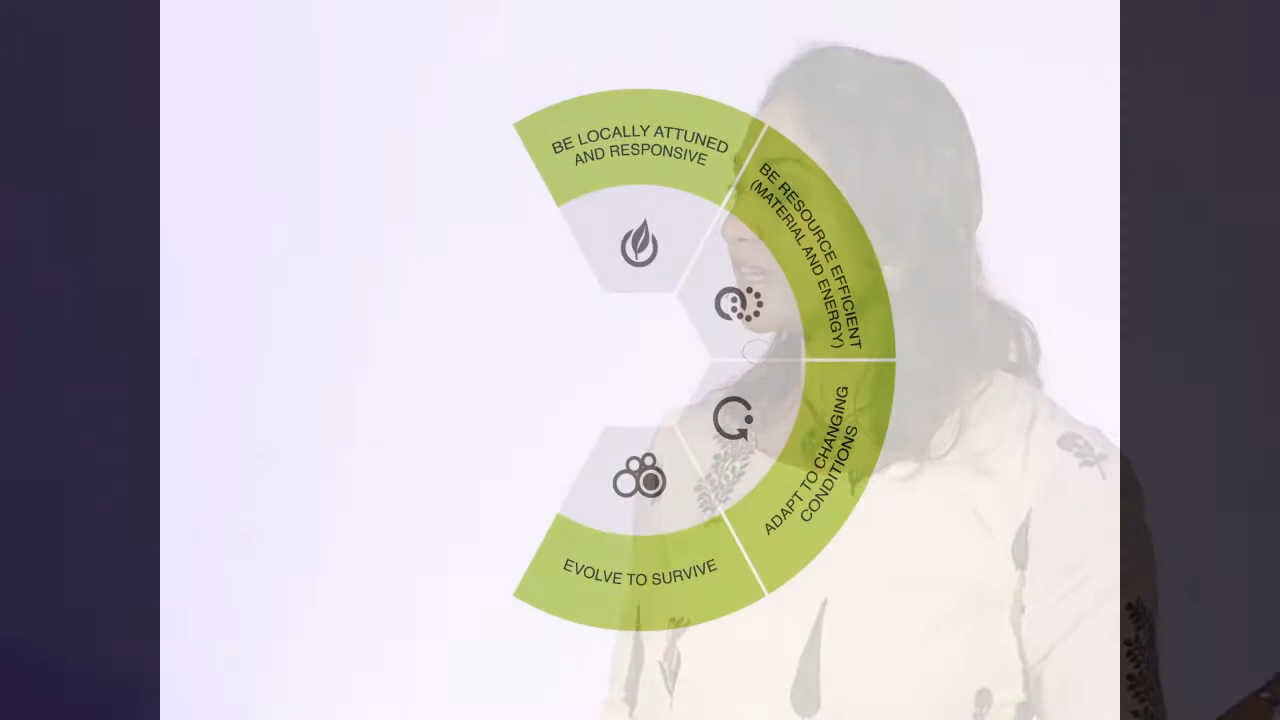 BE LOCALLY ATTUNED
AND RESPONSIVE
BE RESOURCE EFFICIENT
(MATERIAL AND ENERGY)
ADAPT TO CHANGING
CONDITIONS
EVOLVE TO SURVIVE